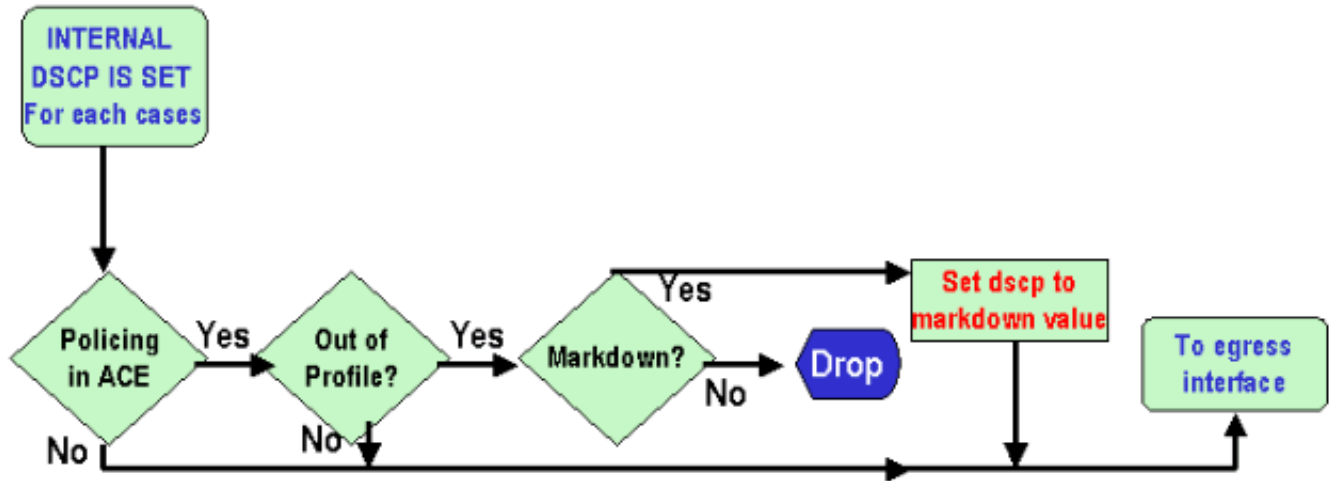 INTERNAL
DSCP IS SET
For each cases
Policing
in ACE
Yes
No
Out of
Profile?
Yes
No
Markdown?
Yes
No
Drop
Set dscp to
markdown value
To egress
interface